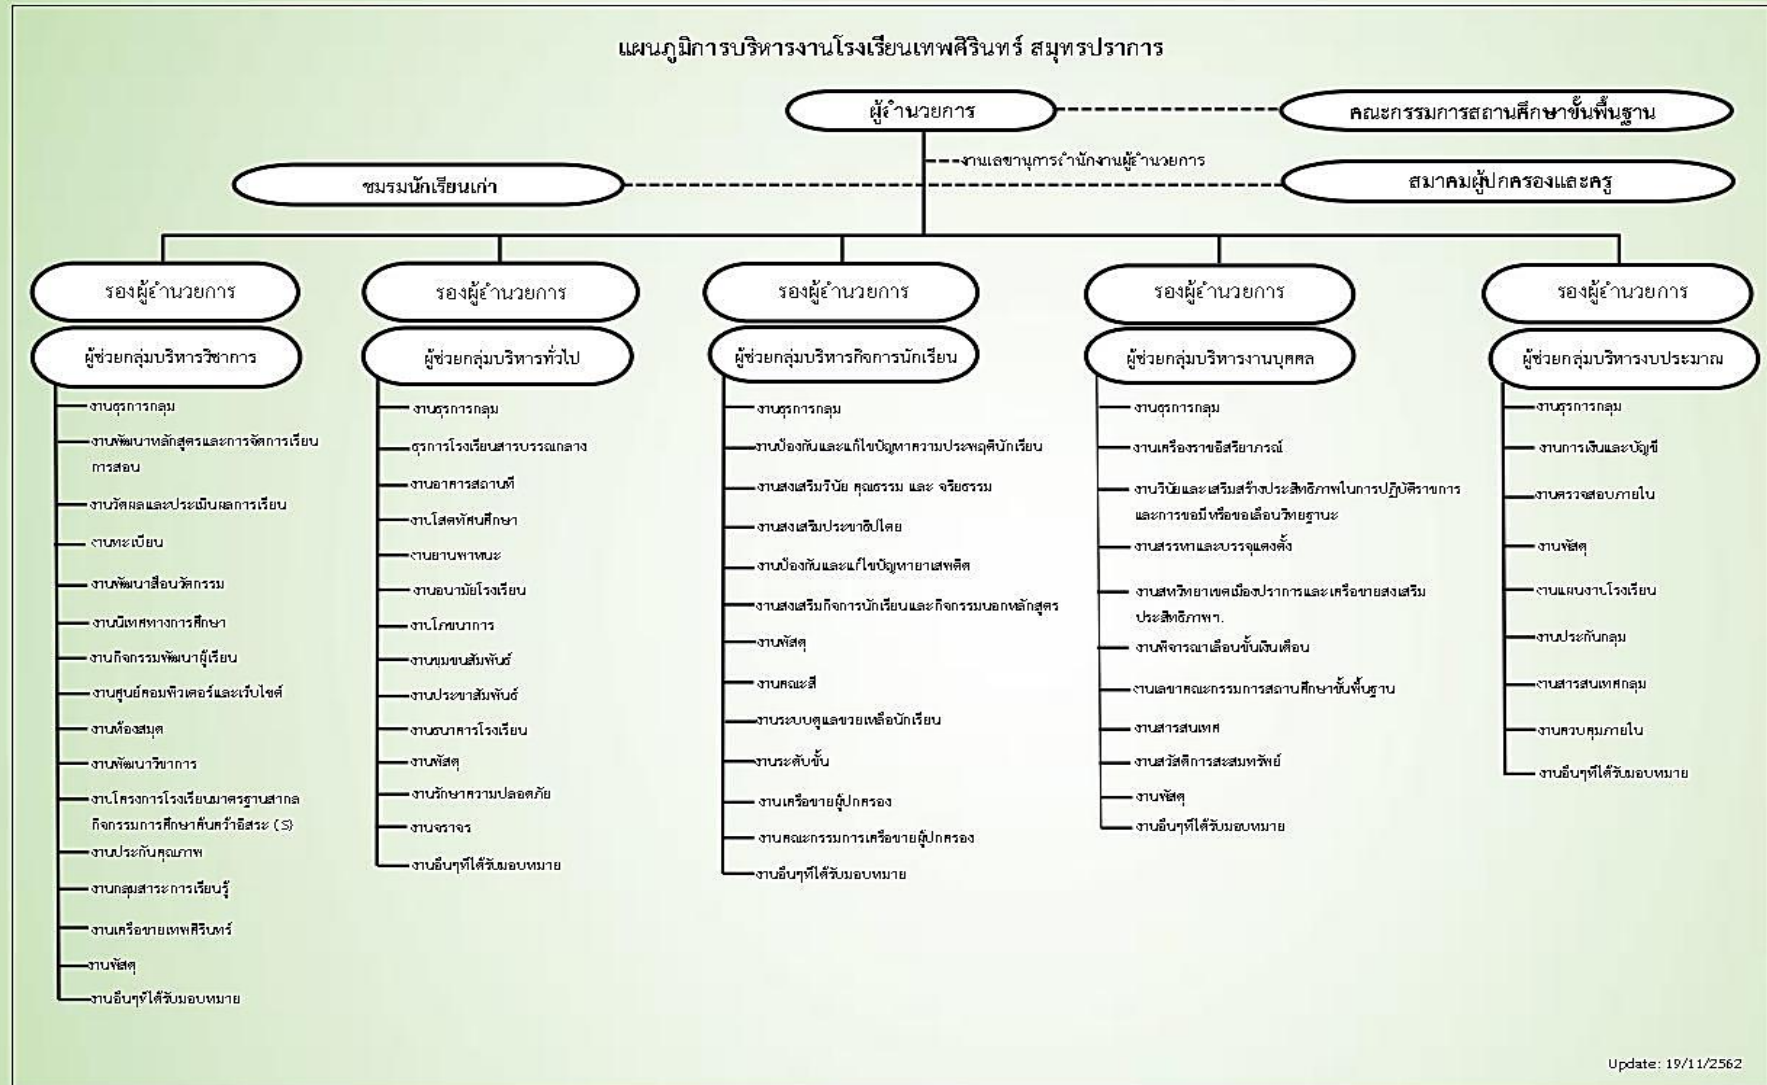 แผนภูมิการบริหารงานโรงเรียนเทพศิรินทร์ สมุทรปราการ
ผู้อำนวยการ
คณะกรรมการสถานศึกษาขั้นพื้นฐาน
งานเลขานุการสำนักงานผู้อำนวยการ
ชมรมนักเรียนเก่า
สมาคมผู้ปกครองและครู
รองผู้อำนวยการ
ผู้ช่วยกลุ่มบริหารวิชาการ
งานธุรการกลุ่ม
งานพัฒนาหลักสูตรและการจัดการเรียน
การสอน
งานวัดผลและประเมินผลการเรียน
งานทะเบียน
งานพัฒนาสื่อนวัตกรรม
งานนิเทศทางการศึกษา
งานกิจกรรมพัฒนาผู้เรียน
งานศูนย์คอมพิวเตอร์และเว็บไซต์
งานห้องสมุด
งานพัฒนาวิชาการ
งานโครงการโรงเรียนมาตรฐานสากล
กิจกรรมการศึกษาค้นคว้าอิสระ (IS)
งานประกันคุณภาพ
งานกลุ่มสาระการเรียนรู้
งานเครือข่ายเทพศิรินทร์
งานพัสดุ
งานอื่นๆที่ได้รับมอบหมาย
รองผู้อำนวยการ
ผู้ช่วยกลุ่มบริหารทั่วไป
งานธุรการกลุ่ม
ธุรการโรงเรียนสารบรรณกลาง
งานอาคารสถานที่
งานโสตทัศนศึกษา
งานยานพาหนะ
งานอนามัยโรงเรียน
งานโภชนาการ
งานชุมชนสัมพันธ์
งานประชาสัมพันธ์
งานธนาคารโรงเรียน
งานพัสดุ
งานรักษาความปลอดภัย
งานจราจร
งานอื่นๆที่ได้รับมอบหมาย
รองผู้อำนวยการ
ผู้ช่วยกลุ่มบริหารกิจการนักเรียน
งานธุรการกลุ่ม
งานป้องกันและแก้ไขปัญหาความประพฤตินักเรียน
งานส่งเสริมวินัย คุณธรรม และ จริยธรรม
งานส่งเสริมประชาธิปไตย
งานป้องกันและแก้ไขปัญหายาเสพติด
งานส่งเสริมกิจการนักเรียนและกิจกรรมนอกหลักสูตร
งานพัสดุ
งานคณะสี
งานระบบดูแลช่วยเหลือนักเรียน
งานระดับชั้น
งานเครือข่ายผู้ปกครอง
งานคณะกรรมการเครือข่ายผู้ปกครอง
งานอื่นๆที่ได้รับมอบหมาย
รองผู้อำนวยการ
ผู้ช่วยกลุ่มบริหารงานบุคคล
งานธุรการกลุ่ม
งานเครื่องราชอิสริยาภรณ์
งานวินัยและเสริมสร้างประสิทธิภาพในการปฏิบัติราชการ
และการขอมีหรือขอเลื่อนวิทยฐานะ
งานสรรหาและบรรจุแต่งตั้ง
งานสหวิทยาเขตเมืองปราการและเครือข่ายส่งเสริม
ประสิทธิภาพฯ.
งานพิจารณาเลื่อนขั้นเงินเดือน
งานเลขาคณะกรรมการสถานศึกษาขั้นพื้นฐาน
งานสารสนเทศ
งานสวัสดิการสะสมทรัพย์
งานพัสดุ
งานอื่นๆที่ได้รับมอบหมาย
รองผู้อำนวยการ
ผู้ช่วยกลุ่มบริหารงบประมาณ
งานธุรการกลุ่ม
งานการเงินและบัญชี
งานตรวจสอบภายใน
งานพัสดุ
งานแผนงานโรงเรียน
งานประกันกลุ่ม
งานสารสนเทศกลุ่ม
งานควบคุมภายใน
งานอื่นๆที่ได้รับมอบหมาย
Update: 19/11/2562